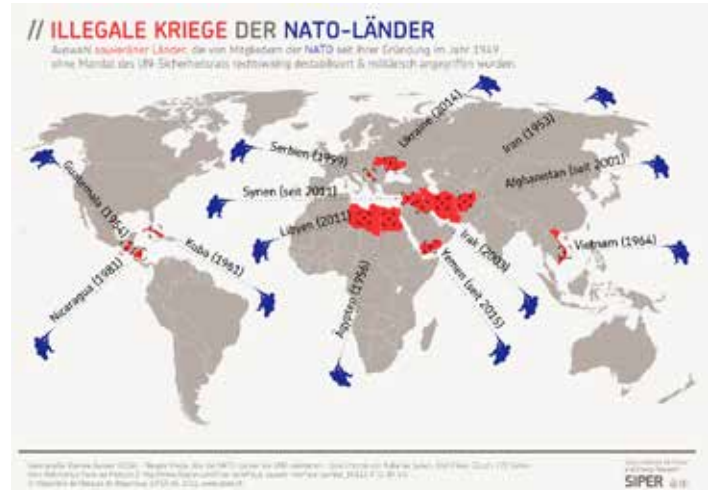 // ILLEGALE KRIEGE DER NATO-LÄNDER
Auswahl souveräner Länder, die von Mitgliedern der NATO seit ihrer Gründung im Jahr 1949
ohne Mandat des UN-Sicherheitsrats rechtswidrig destabilisiert & militärisch angegriffen wurden.
Ukraine (2014)
Iran (1953)
Serbien (1999)
Afghanistan (seit 2001)
Guatemala (1954)
Syrien (seit 2011)
Libyen (2011)
Kuba (1961)
Irak (2003)
Vietnam (1964)
Nicaragua (1981)
Ägypten (1956)
Yemen (seit 2015)
SIPER